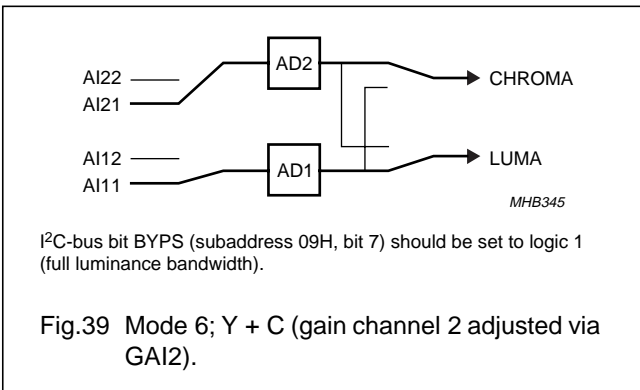 AI22
AI21
AD2
CHROMA
AI12
AI11
AD1
LUMA
MHB345
I²C-bus bit BYPS (subaddress 09H, bit 7) should be set to logic 1
(full luminance bandwidth).
Fig.39 Mode 6; Y + C (gain channel 2 adjusted via
GAI2).